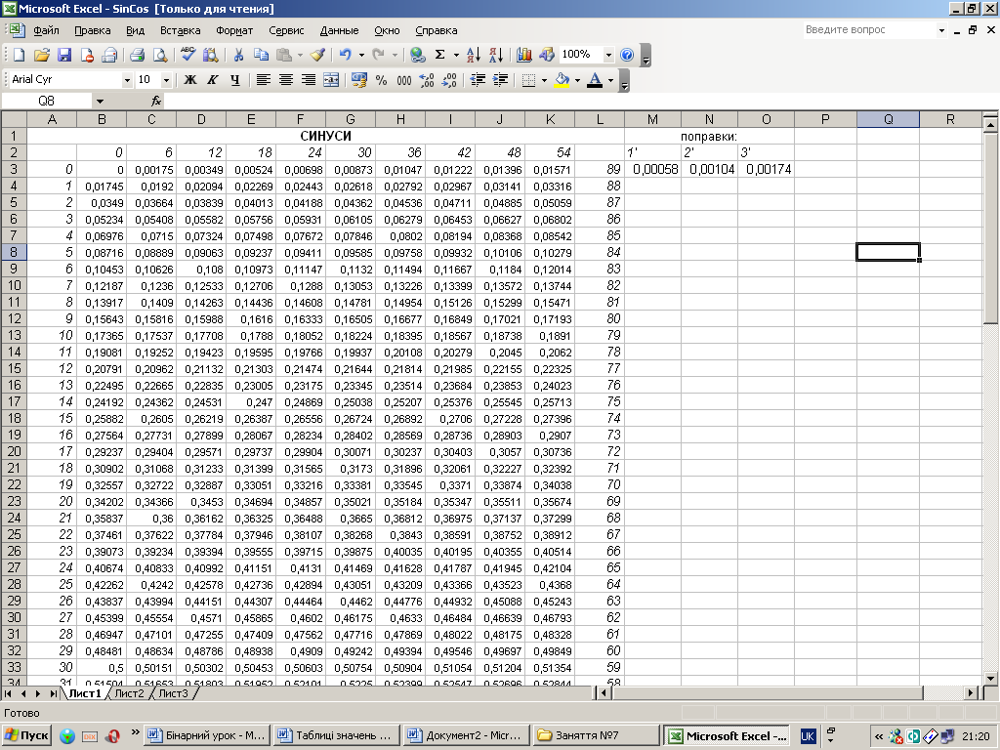 Microsoft Excel - SinCos [Только для чтения]
Файл Правка Вид Вставка Формат Сервис Данные Окно Справка Введите вопрос
100%
Arial Cyr 10 Ж К Ч % 000
Q8 fx
A B C D E F G H I J K L M N O P Q R
1 СИНУСИ поправки:
2 0 6 12 18 24 30 36 42 48 54 1' 2' 3'
3 0 0 0,00175 0,00349 0,00524 0,00698 0,00873 0,01047 0,01222 0,01396 0,01571 89 0,00058 0,00104 0,00174
4 1 0,01745 0,0192 0,02094 0,02269 0,02443 0,02618 0,02792 0,02967 0,03141 0,03316 88
5 2 0,0349 0,03664 0,03839 0,04013 0,04188 0,04362 0,04536 0,04711 0,04885 0,05059 87
6 3 0,05234 0,05408 0,05582 0,05756 0,05931 0,06105 0,06279 0,06453 0,06627 0,06802 86
7 4 0,06976 0,0715 0,07324 0,07498 0,07672 0,07846 0,0802 0,08194 0,08368 0,08542 85
8 5 0,08716 0,08889 0,09063 0,09237 0,09411 0,09585 0,09758 0,09932 0,10106 0,10279 84
9 6 0,10453 0,10626 0,108 0,10973 0,11147 0,1132 0,11494 0,11667 0,1184 0,12014 83
10 7 0,12187 0,1236 0,12533 0,12706 0,1288 0,13053 0,13226 0,13399 0,13572 0,13744 82
11 8 0,13917 0,1409 0,14263 0,14436 0,14608 0,14781 0,14954 0,15126 0,15299 0,15471 81
12 9 0,15643 0,15816 0,15988 0,1616 0,16333 0,16505 0,16677 0,16849 0,17021 0,17193 80
13 10 0,17365 0,17537 0,17708 0,1788 0,18052 0,18224 0,18395 0,18567 0,18738 0,1891 79
14 11 0,19081 0,19252 0,19423 0,19595 0,19766 0,19937 0,20108 0,20279 0,2045 0,2062 78
15 12 0,20791 0,20962 0,21132 0,21303 0,21474 0,21644 0,21814 0,21985 0,22155 0,22325 77
16 13 0,22495 0,22665 0,22835 0,23005 0,23175 0,23345 0,23514 0,23684 0,23853 0,24023 76
17 14 0,24192 0,24362 0,24531 0,247 0,24869 0,25038 0,25207 0,25376 0,25545 0,25713 75
18 15 0,25882 0,2605 0,26219 0,26387 0,26556 0,26724 0,26892 0,2706 0,27228 0,27396 74
19 16 0,27564 0,27731 0,27899 0,28067 0,28234 0,28402 0,28569 0,28736 0,28903 0,2907 73
20 17 0,29237 0,29404 0,29571 0,29737 0,29904 0,30071 0,30237 0,30403 0,3057 0,30736 72
21 18 0,30902 0,31068 0,31233 0,31399 0,31565 0,3173 0,31896 0,32061 0,32227 0,32392 71
22 19 0,32557 0,32722 0,32887 0,33051 0,33216 0,33381 0,33545 0,3371 0,33874 0,34038 70
23 20 0,34202 0,34366 0,3453 0,34694 0,34857 0,35021 0,35184 0,35347 0,35511 0,35674 69
24 21 0,35837 0,36 0,36162 0,36325 0,36488 0,3665 0,36812 0,36975 0,37137 0,37299 68
25 22 0,37461 0,37622 0,37784 0,37946 0,38107 0,38268 0,3843 0,38591 0,38752 0,38912 67
26 23 0,39073 0,39234 0,39394 0,39555 0,39715 0,39875 0,40035 0,40195 0,40355 0,40514 66
27 24 0,40674 0,40833 0,40992 0,41151 0,4131 0,41469 0,41628 0,41787 0,41945 0,42104 65
28 25 0,42262 0,4242 0,42578 0,42736 0,42894 0,43051 0,43209 0,43366 0,43523 0,4368 64
29 26 0,43837 0,43994 0,44151 0,44307 0,44464 0,4462 0,44776 0,44932 0,45088 0,45243 63
30 27 0,45399 0,45554 0,4571 0,45865 0,4602 0,46175 0,4633 0,46484 0,46639 0,46793 62
31 28 0,46947 0,47101 0,47255 0,47409 0,47562 0,47716 0,47869 0,48022 0,48175 0,48328 61
32 29 0,48481 0,48634 0,48786 0,48938 0,4909 0,49242 0,49394 0,49546 0,49697 0,49849 60
33 30 0,5 0,50151 0,50302 0,50453 0,50603 0,50754 0,50904 0,51054 0,51204 0,51354 59
34 31 0,51504 0,51653 0,51803 0,51952 0,52101 0,5225 0,52399 0,52547 0,52696 0,52844 58
Лист1 Лист2 Лист3
Готово
Пуск » Бінарний урок - M... Таблиці значень ... Документ2 - Micr... Заняття №7 Microsoft Excel -... UK « 21:20